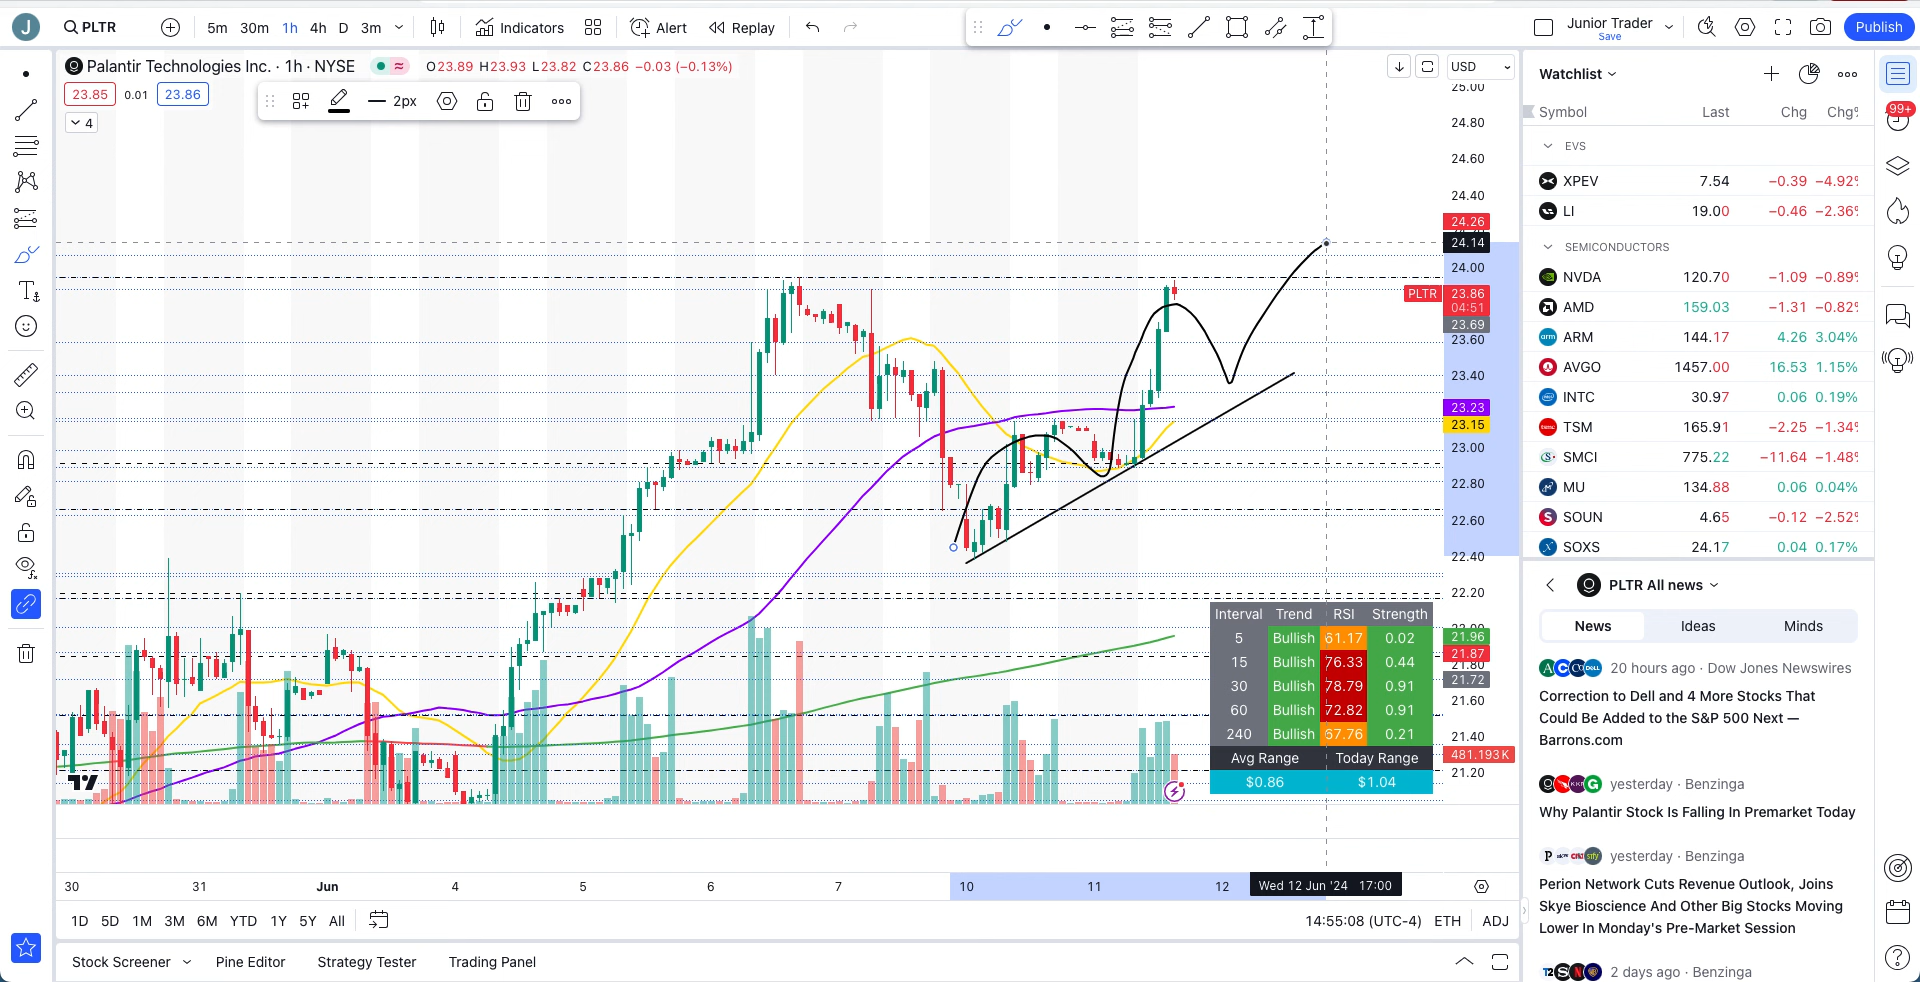 J PLTR 5m 30m 1h 4h D 3m Indicators Alert Replay Junior Trader Save Publish
Palantir Technologies Inc. · 1h · NYSE O23.89 H23.93 L23.82 C23.86 −0.03 (−0.13%) USD
23.85 0.01 23.86 2px
4
25.00
24.80
24.60
24.40
24.26
24.14
24.00
PLTR 23.86
04:51
23.69
23.60
23.40
23.23
23.15
23.00
22.80
22.60
22.40
22.20
21.96
21.87
21.80
21.72
21.60
21.40
481.193K
21.20
Interval Trend RSI Strength
5 Bullish 61.17 0.02
15 Bullish 76.33 0.44
30 Bullish 78.79 0.91
60 Bullish 72.82 0.91
240 Bullish 67.76 0.21
Avg Range Today Range
$0.86 $1.04
30 31 Jun 4 5 6 7 10 11 12 Wed 12 Jun '24 17:00
1D 5D 1M 3M 6M YTD 1Y 5Y All 14:55:08 (UTC-4) ETH ADJ
Stock Screener Pine Editor Strategy Tester Trading Panel
Watchlist
Symbol Last Chg Chg%
EVS
XPEV 7.54 −0.39 −4.92%
LI 19.00 −0.46 −2.36%
SEMICONDUCTORS
NVDA 120.70 −1.09 −0.89%
AMD 159.03 −1.31 −0.82%
ARM 144.17 4.26 3.04%
AVGO 1457.00 16.53 1.15%
INTC 30.97 0.06 0.19%
TSM 165.91 −2.25 −1.34%
SMCI 775.22 −11.64 −1.48%
MU 134.88 0.06 0.04%
SOUN 4.65 −0.12 −2.52%
SOXS 24.17 0.04 0.17%
99+
PLTR All news
News Ideas Minds
20 hours ago · Dow Jones Newswires
Correction to Dell and 4 More Stocks That
Could Be Added to the S&P 500 Next —
Barrons.com
yesterday · Benzinga
Why Palantir Stock Is Falling In Premarket Today
yesterday · Benzinga
Perion Network Cuts Revenue Outlook, Joins
Skye Bioscience And Other Big Stocks Moving
Lower In Monday's Pre-Market Session
2 days ago · Benzinga